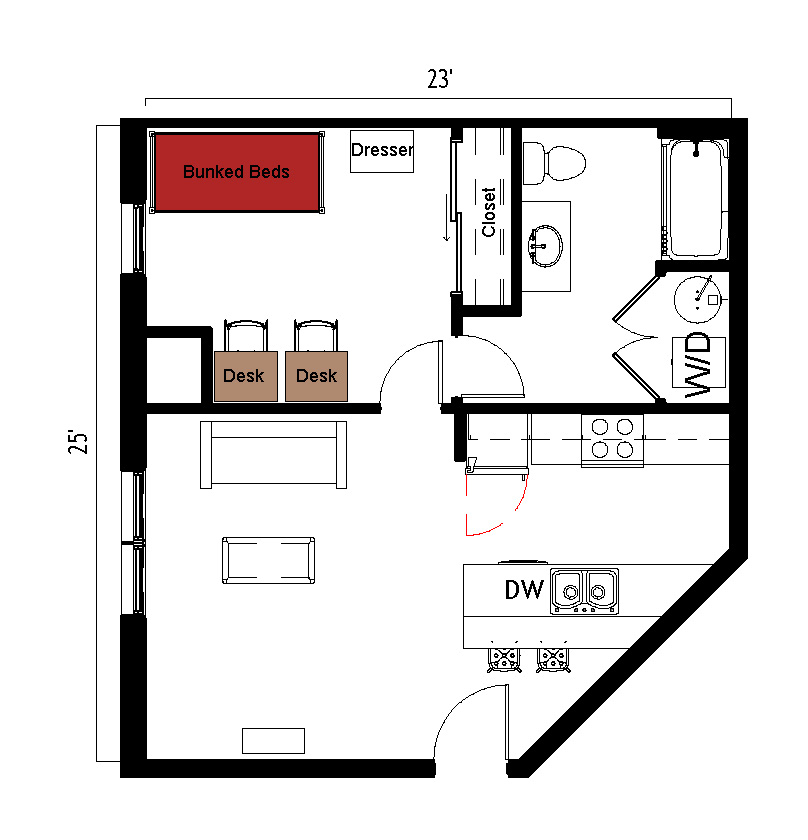 23'
Bunked Beds
Dresser
Closet
W/D
Desk
Desk
25'
DW